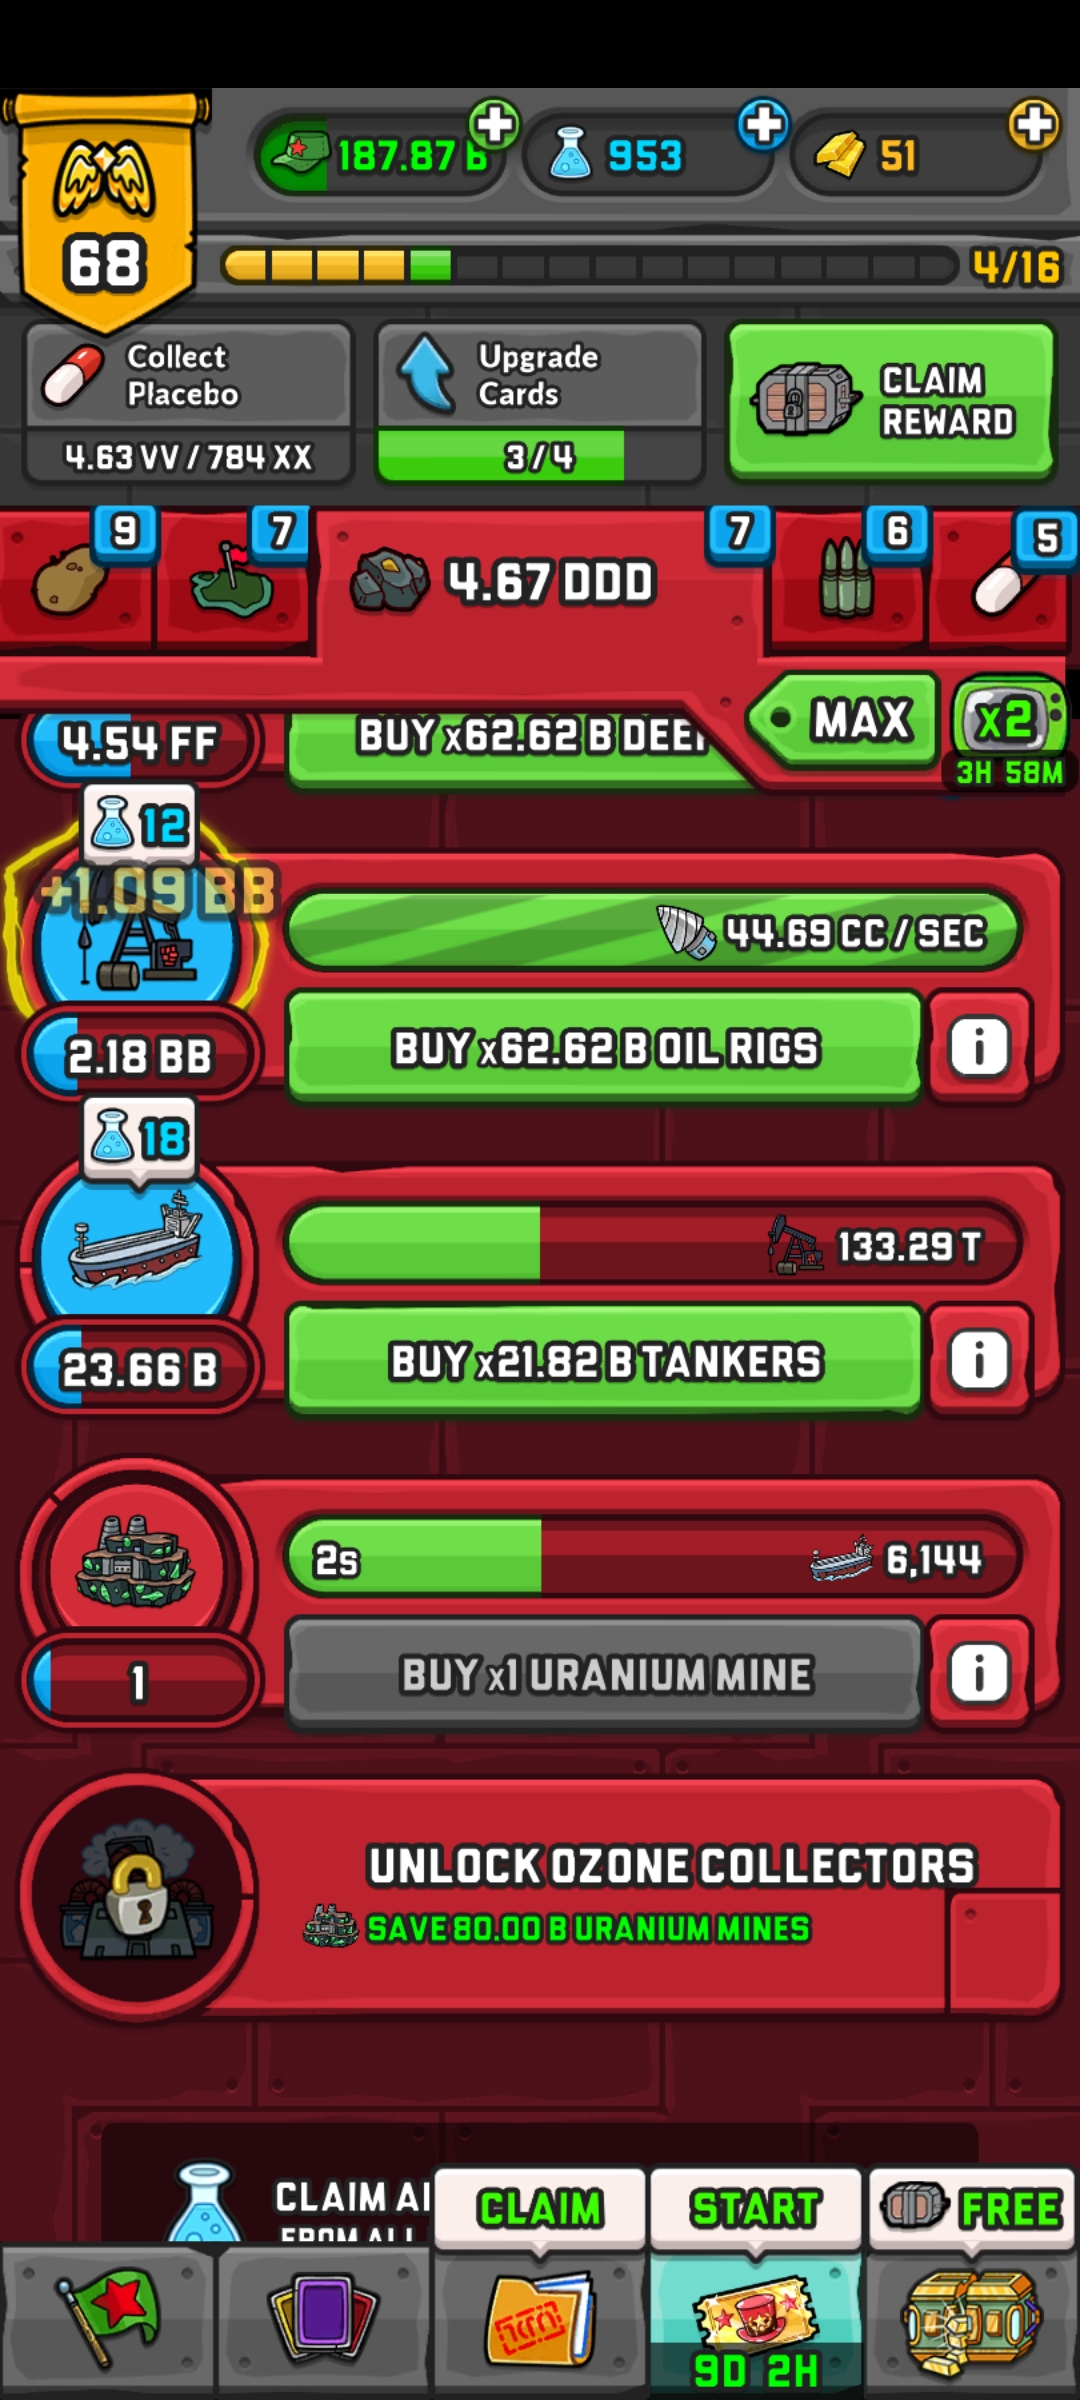 187.87 B
953
51
68
4/16
Collect
Placebo
4.63 VV / 784 XX
Upgrade
Cards
3/4
CLAIM
REWARD
9
7
4.67 DDD
7
6
5
MAX
x2
3H 58M
4.54 FF
BUY x62.62 B DEEP
12
+1.09 BB
44.69 CC / SEC
2.18 BB
BUY x62.62 B OIL RIGS
i
18
133.29 T
23.66 B
BUY x21.82 B TANKERS
i
2s
6,144
1
BUY x1 URANIUM MINE
i
UNLOCK OZONE COLLECTORS
SAVE 80.00 B URANIUM MINES
CLAIM
FROM ALL
CLAIM
START
FREE
9D 2H